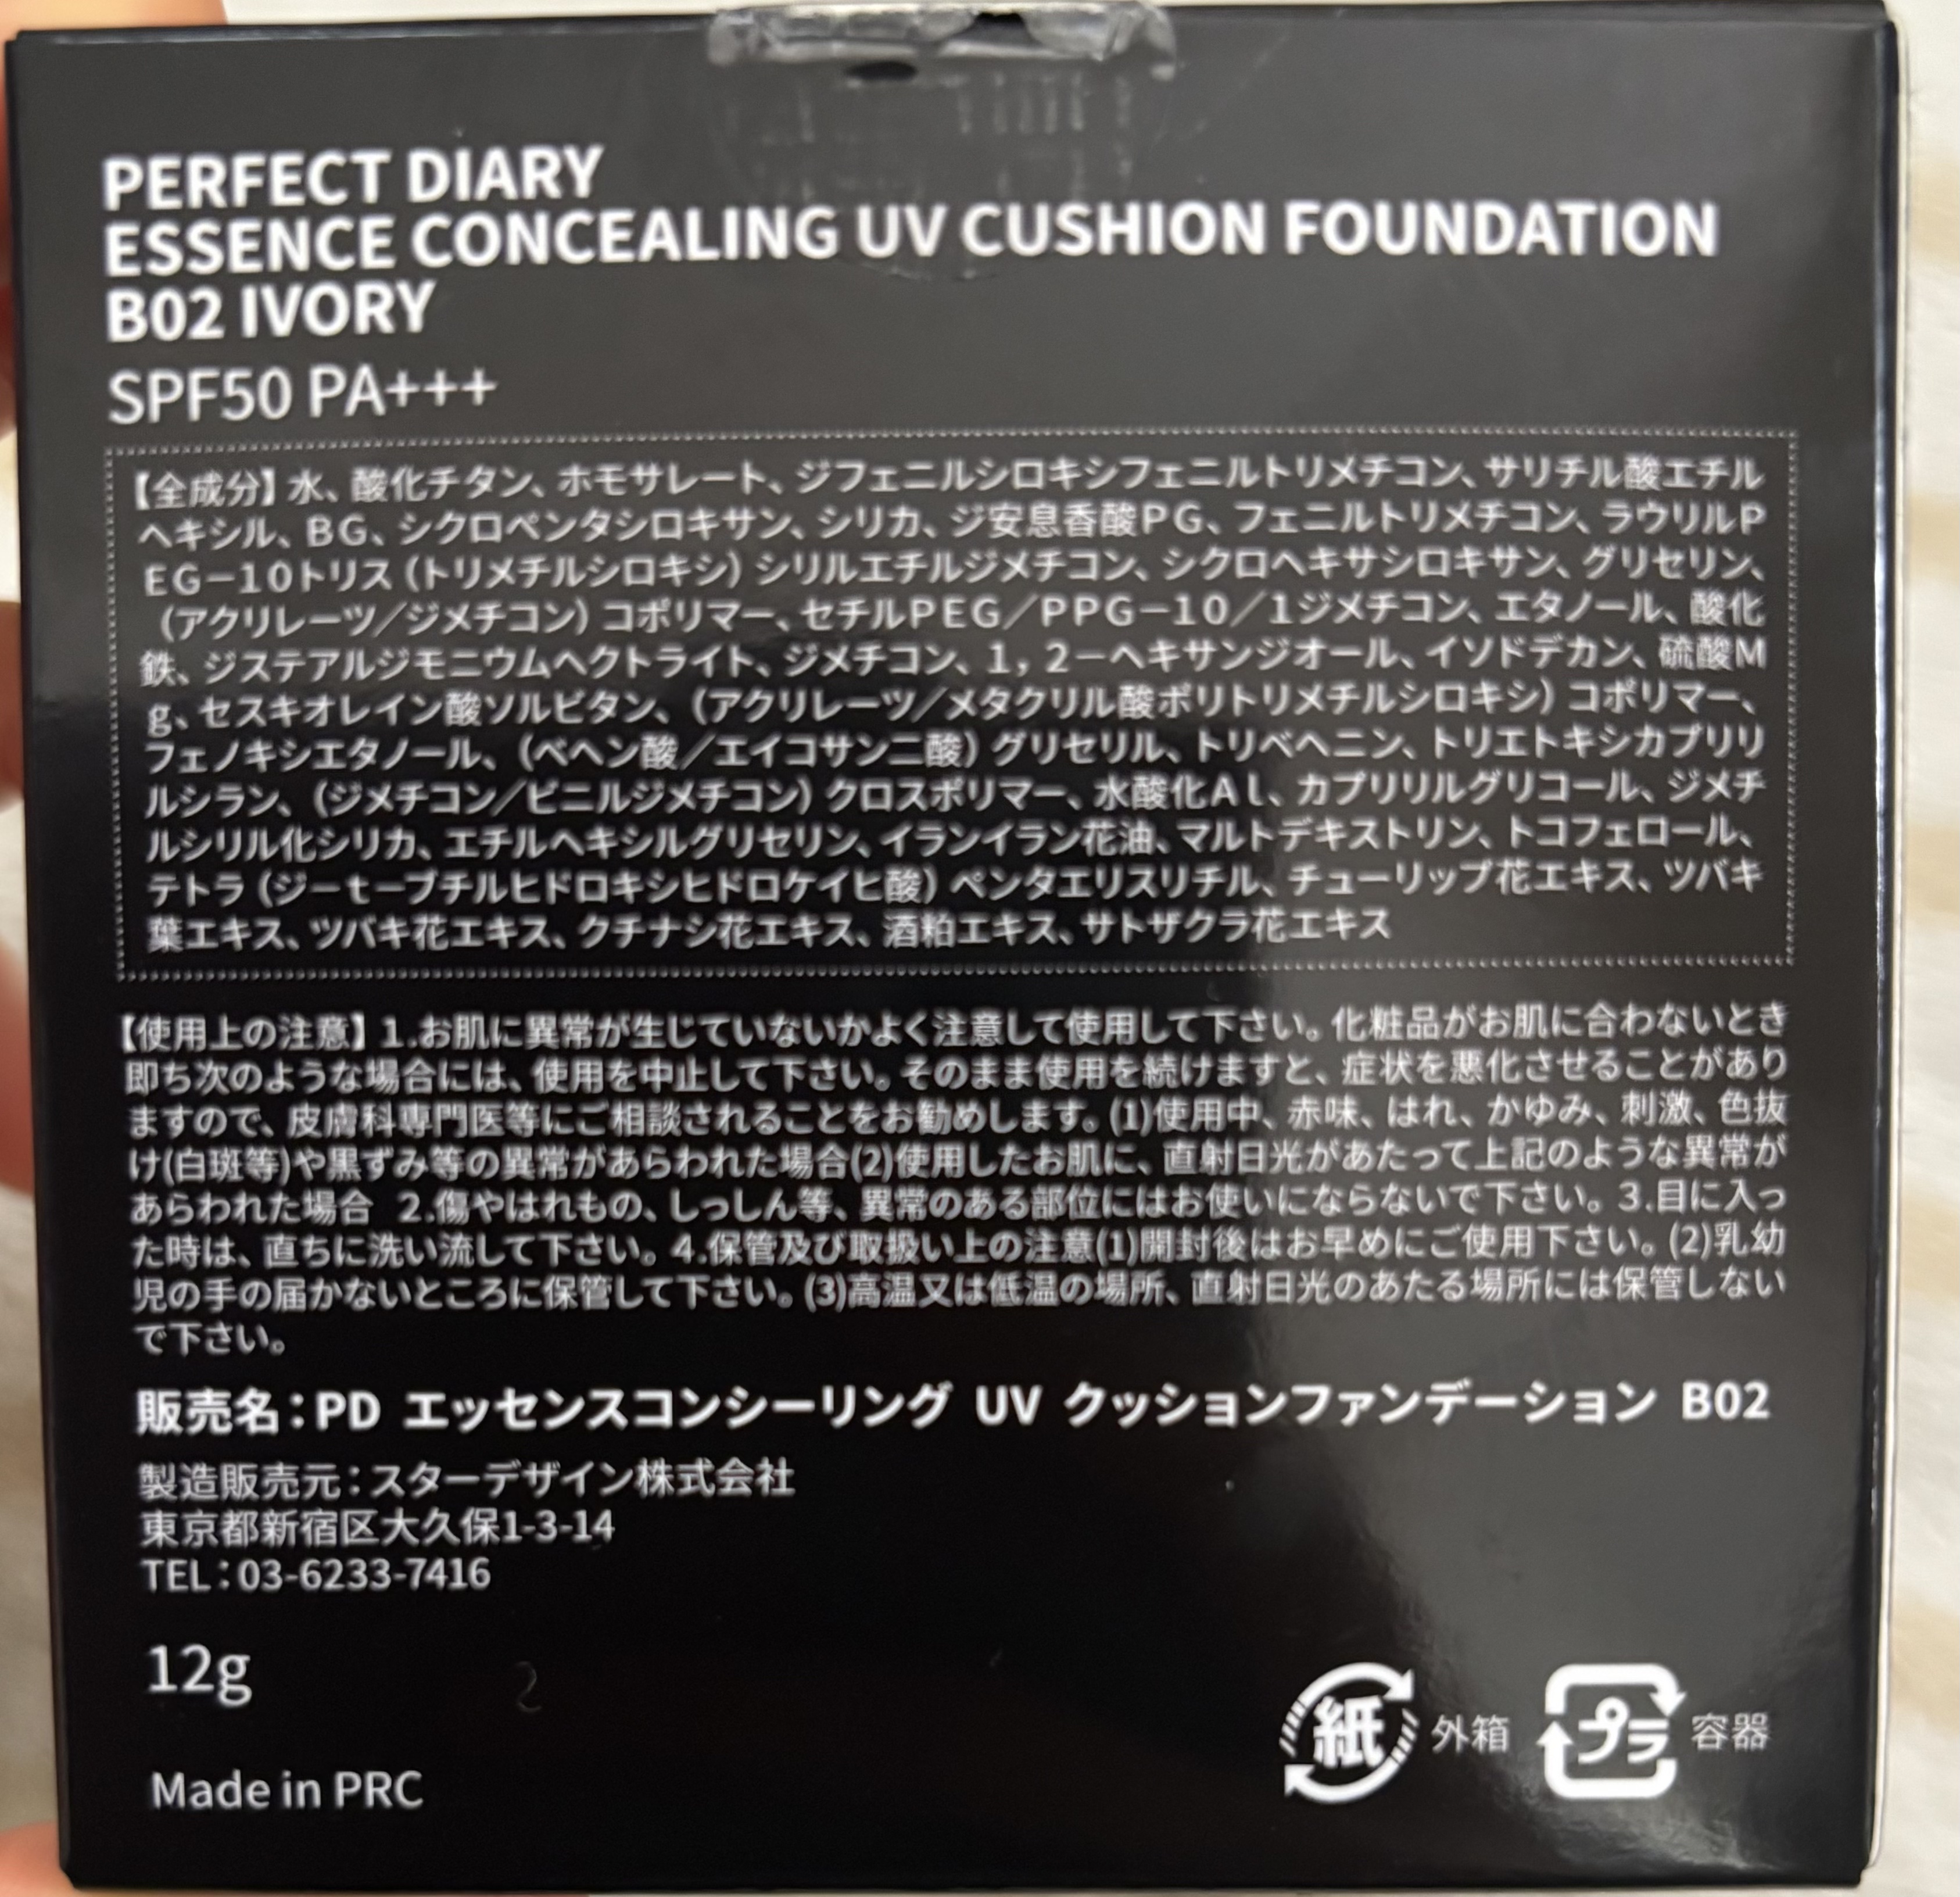 PERFECT DIARY
ESSENCE CONCEALING UV CUSHION FOUNDATION
B02 IVORY
SPF50 PA+++
【全成分】水、酸化チタン、ホモサレート、ジフェニルシロキシフェニルトリメチコン、サリチル酸エチル
ヘキシル、BG、シクロペンタシロキサン、シリカ、ジ安息香酸PG、フェニルトリメチコン、ラウリルP
EG－10トリス（トリメチルシロキシ）シリルエチルジメチコン、シクロヘキサシロキサン、グリセリン、
（アクリレーツ／ジメチコン）コポリマー、セチルPEG／PPG－10／1ジメチコン、エタノール、酸化
鉄、ジステアルジモニウムヘクトライト、ジメチコン、1，2－ヘキサンジオール、イソドデカン、硫酸M
g、セスキオレイン酸ソルビタン、（アクリレーツ／メタクリル酸ポリトリメチルシロキシ）コポリマー、
フェノキシエタノール、（ベヘン酸／エイコサン二酸）グリセリル、トリベヘニン、トリエトキシカプリリ
ルシラン、（ジメチコン／ビニルジメチコン）クロスポリマー、水酸化Al、カプリリルグリコール、ジメチ
ルシリル化シリカ、エチルヘキシルグリセリン、イランイラン花油、マルトデキストリン、トコフェロール、
テトラ（ジーtーブチルヒドロキシヒドロケイヒ酸）ペンタエリスリチル、チューリップ花エキス、ツバキ
葉エキス、ツバキ花エキス、クチナシ花エキス、酒粕エキス、サトザクラ花エキス
【使用上の注意】1.お肌に異常が生じていないかよく注意して使用して下さい。化粧品がお肌に合わないとき
即ち次のような場合には、使用を中止して下さい。そのまま使用を続けますと、症状を悪化させることがあり
ますので、皮膚科専門医等にご相談されることをお勧めします。(1)使用中、赤味、はれ、かゆみ、刺激、色抜
け(白斑等)や黒ずみ等の異常があらわれた場合(2)使用したお肌に、直射日光があたって上記のような異常が
あらわれた場合 2.傷やはれもの、しっしん等、異常のある部位にはお使いにならないで下さい。3.目に入っ
た時は、直ちに洗い流して下さい。4.保管及び取扱い上の注意(1)開封後はお早めにご使用下さい。(2)乳幼
児の手の届かないところに保管して下さい。(3)高温又は低温の場所、直射日光のあたる場所には保管しない
で下さい。
販売名：PD エッセンスコンシーリング UV クッションファンデーション B02
製造販売元：スターデザイン株式会社
東京都新宿区大久保1-3-14
TEL：03-6233-7416
12g
紙 外箱 プラ 容器
Made in PRC